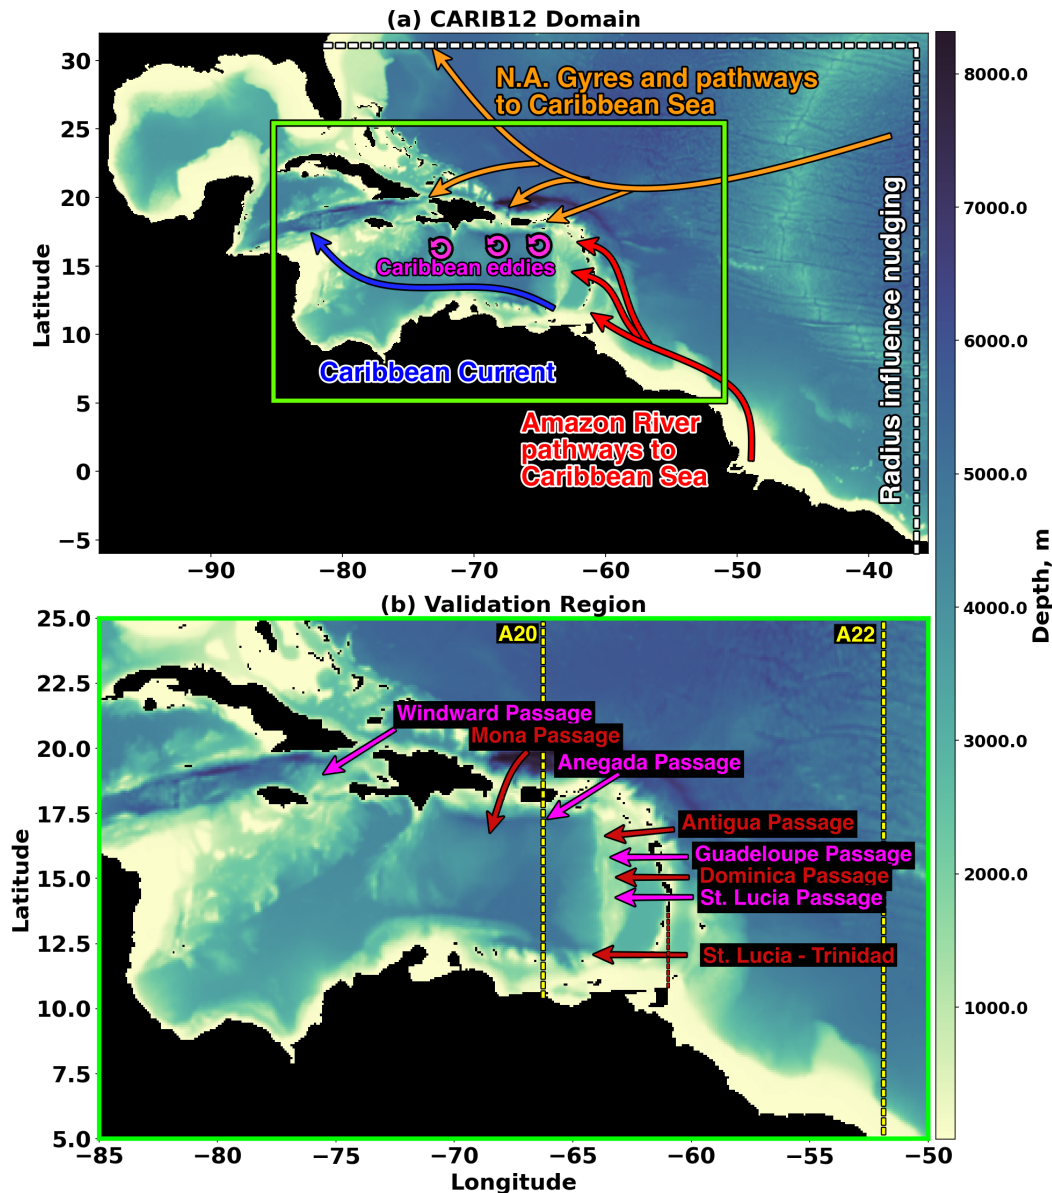 (a) CARIB12 Domain
30
25
20
15
10
5
0
−5
Latitude
N.A. Gyres and pathways
to Caribbean Sea
Caribbean eddies
Caribbean Current
Amazon River
pathways to
Caribbean Sea
Radius influence nudging
−90
−80
−70
−60
−50
−40
8000.0
7000.0
6000.0
5000.0
4000.0
3000.0
2000.0
1000.0
Depth, m
(b) Validation Region
25.0
22.5
20.0
17.5
15.0
12.5
10.0
7.5
5.0
Latitude
A20
A22
Windward Passage
Mona Passage
Anegada Passage
Antigua Passage
Guadeloupe Passage
Dominica Passage
St. Lucia Passage
St. Lucia - Trinidad
−85
−80
−75
−70
−65
−60
−55
−50
Longitude